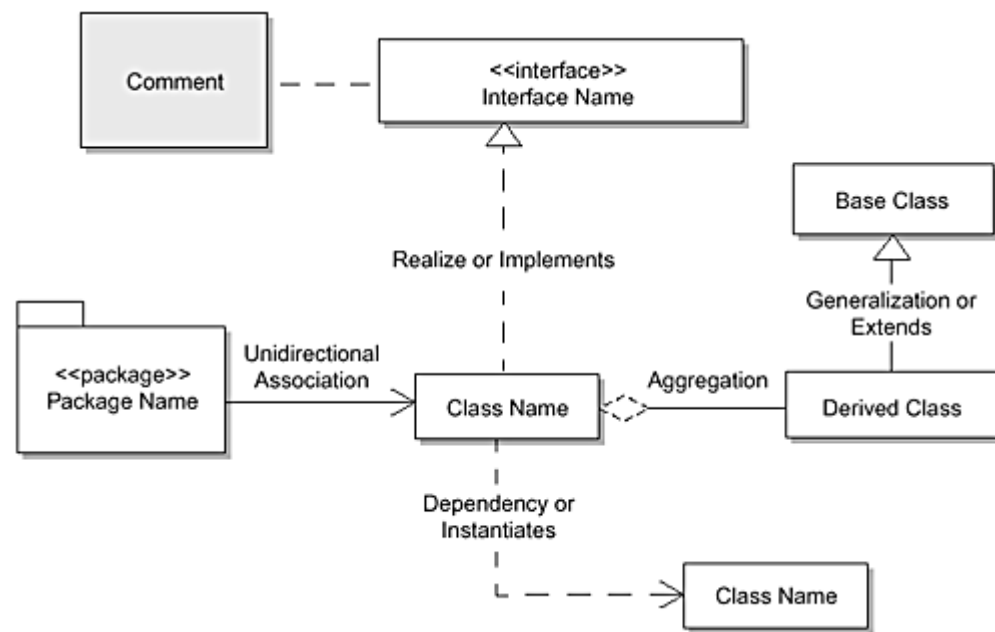 Comment
<<interface>>
Interface Name
Base Class
Realize or Implements
Generalization or
Extends
<<package>>
Package Name
Unidirectional
Association
Class Name
Aggregation
Derived Class
Dependency or
Instantiates
Class Name